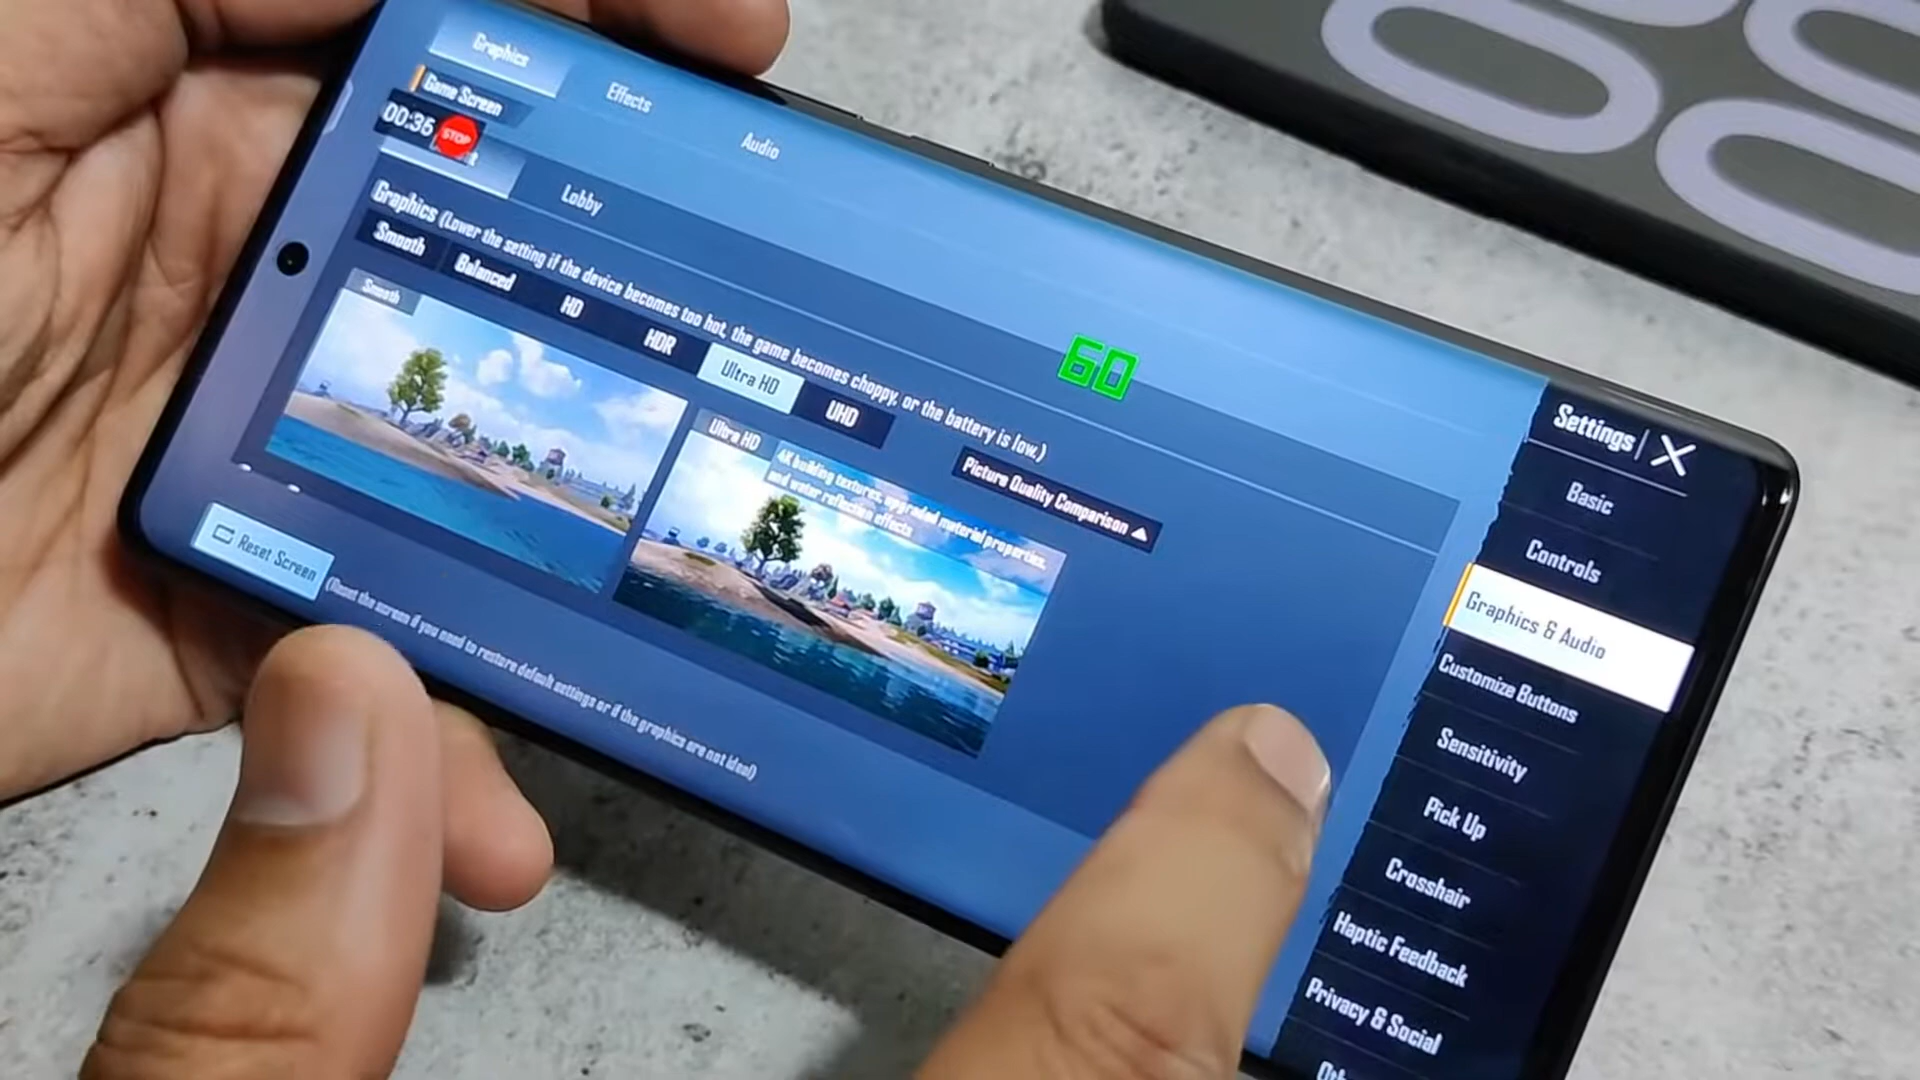 Graphics
Effects
Audio
Game Screen
00:36
STOP
Lobby
Graphics (Lower the setting if the device becomes too hot, the game becomes choppy, or the battery is low.)
Smooth
Balanced
HD
HDR
Ultra HD
UHD
Picture Quality Comparison
Smooth
Ultra HD
4K building textures, upgraded material properties,
and water reflection effects
60
Reset Screen
(Reset the screen if you need to restore default settings or if the graphics are not ideal)
Settings
Basic
Controls
Graphics & Audio
Customize Buttons
Sensitivity
Pick Up
Crosshair
Haptic Feedback
Privacy & Social